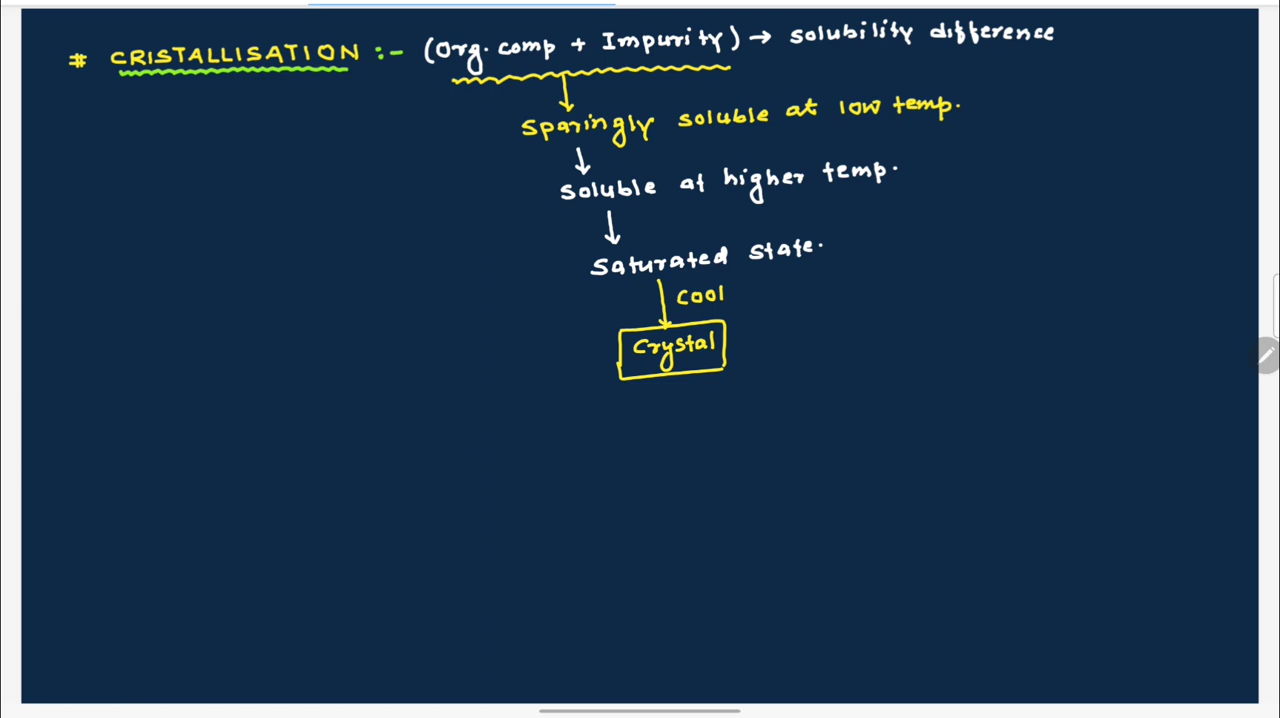 # CRISTALLISATION :- (Org. comp + Impurity) → solubility difference
Sparingly soluble at low temp.
Soluble at higher temp.
Saturated state.
Cool
Crystal